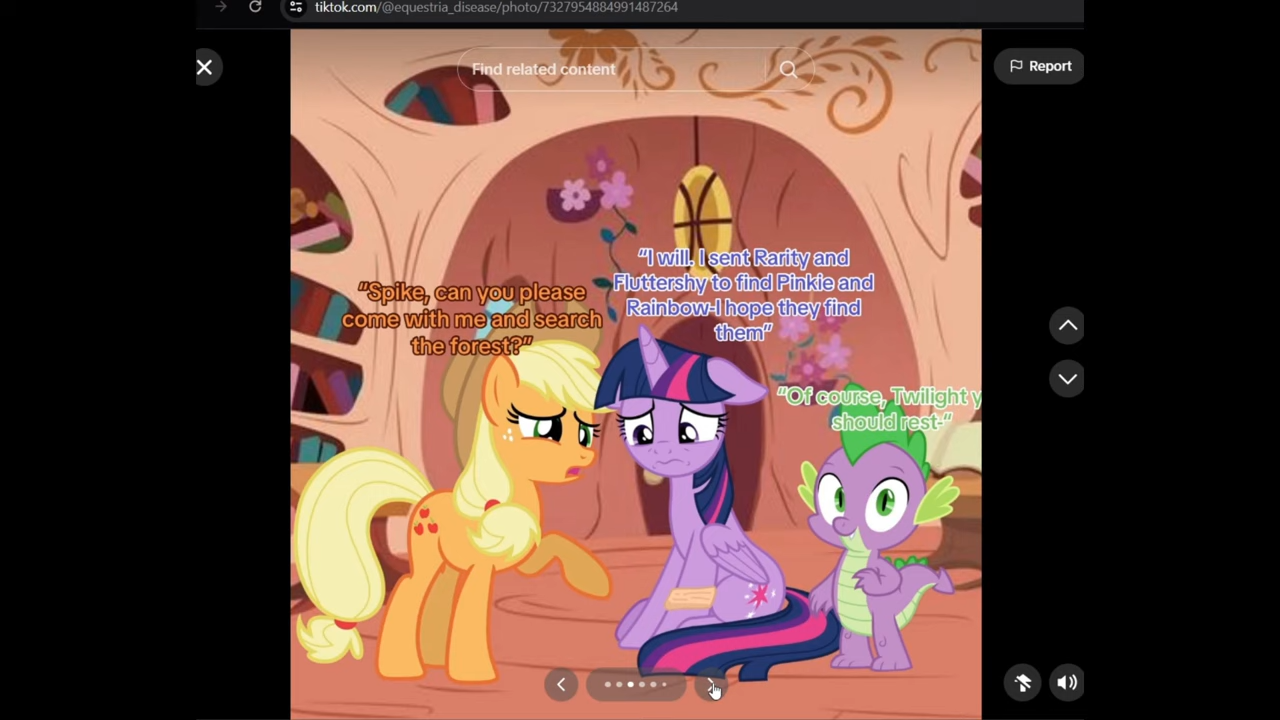 tiktok.com/@equestria_disease/photo/7327954884991487264
Find related content
Report
"I will. I sent Rarity and
Fluttershy to find Pinkie and
Rainbow-I hope they find
them"
"Spike, can you please
come with me and search
the forest?"
"Of course, Twilight y
should rest-"